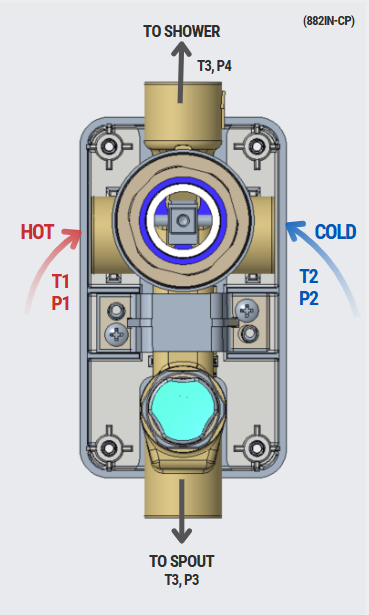 (882IN-CP)
TO SHOWER
T3, P4
HOT
COLD
T1
P1
T2
P2
TO SPOUT
T3, P3